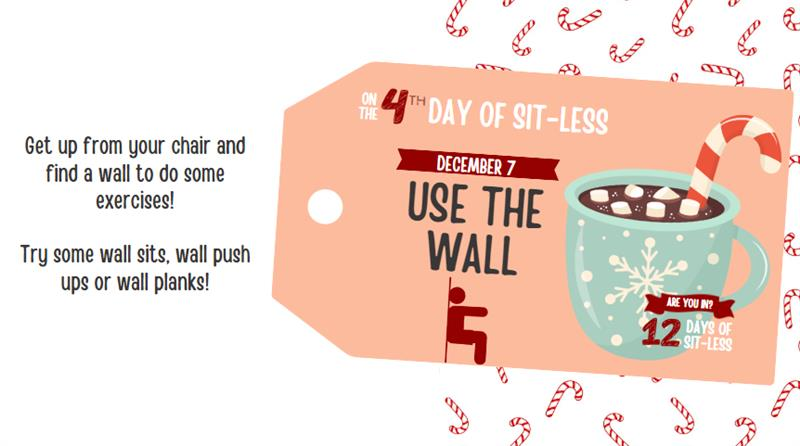 Get up from your chair and
find a wall to do some
exercises!
Try some wall sits, wall push
ups or wall planks!
ON
THE 4TH DAY OF SIT-LESS
DECEMBER 7
USE THE
WALL
ARE YOU IN?
12 DAYS OF
SIT-LESS